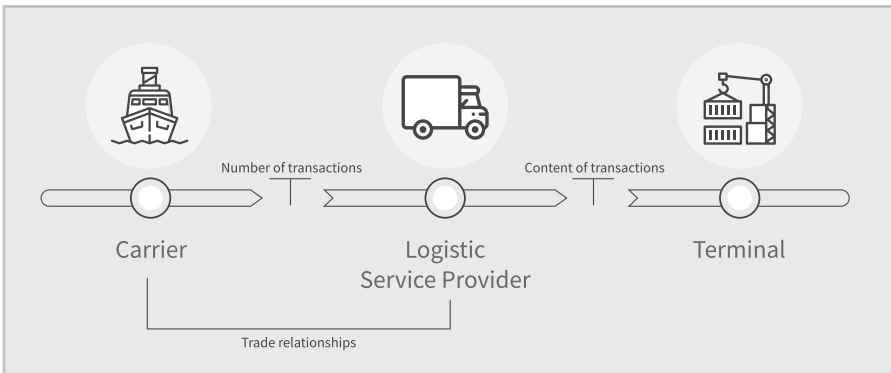 Number of transactions
Content of transactions
Carrier
Logistic
Service Provider
Terminal
Trade relationships